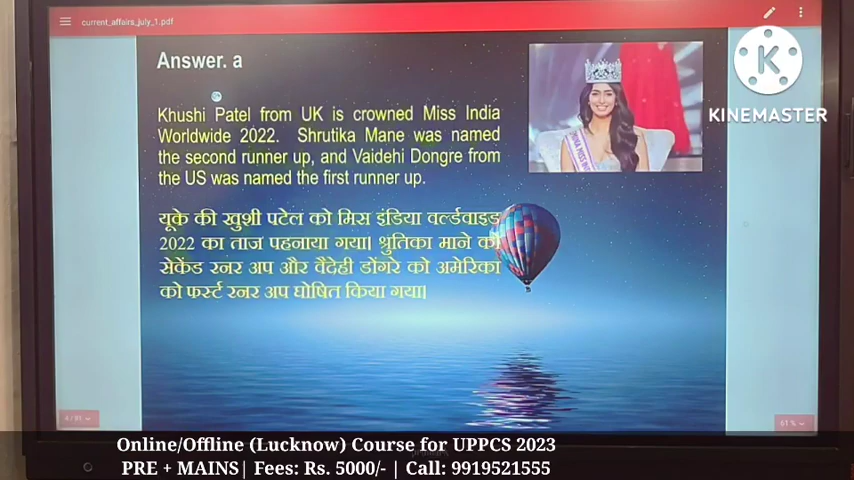 current_affairs_july_1.pdf
Answer. a
KINEMASTER
Khushi Patel from UK is crowned Miss India
Worldwide 2022. Shrutika Mane was named
the second runner up, and Vaidehi Dongre from
the US was named the first runner up.
यूके की खुशी पटेल को मिस इंडिया वर्ल्डवाइड
2022 का ताज पहनाया गया। श्रुतिका माने को
सेकेंड रनर अप और वैदेही डोंगरे को अमेरिका
को फर्स्ट रनर अप घोषित किया गया।
61 %
Online/Offline (Lucknow) Course for UPPCS 2023
PRE + MAINS| Fees: Rs. 5000/- | Call: 9919521555